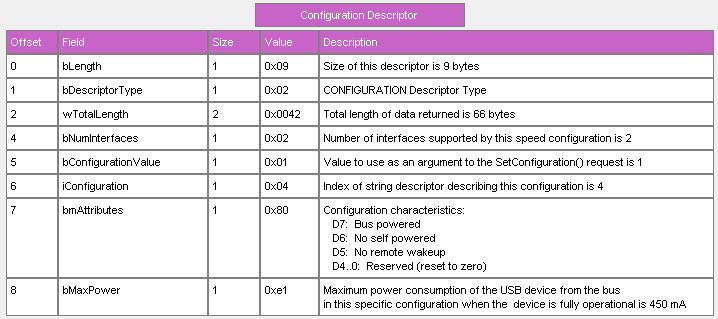 Configuration Descriptor
Offset Field Size Value Description
0 bLength 1 0x09 Size of this descriptor is 9 bytes
1 bDescriptorType 1 0x02 CONFIGURATION Descriptor Type
2 wTotalLength 2 0x0042 Total length of data returned is 66 bytes
4 bNumInterfaces 1 0x02 Number of interfaces supported by this speed configuration is 2
5 bConfigurationValue 1 0x01 Value to use as an argument to the SetConfiguration() request is 1
6 iConfiguration 1 0x04 Index of string descriptor describing this configuration is 4
7 bmAttributes 1 0x80 Configuration characteristics:
D7: Bus powered
D6: No self powered
D5: No remote wakeup
D4..0: Reserved (reset to zero)
8 bMaxPower 1 0xe1 Maximum power consumption of the USB device from the bus
in this specific configuration when the device is fully operational is 450 mA